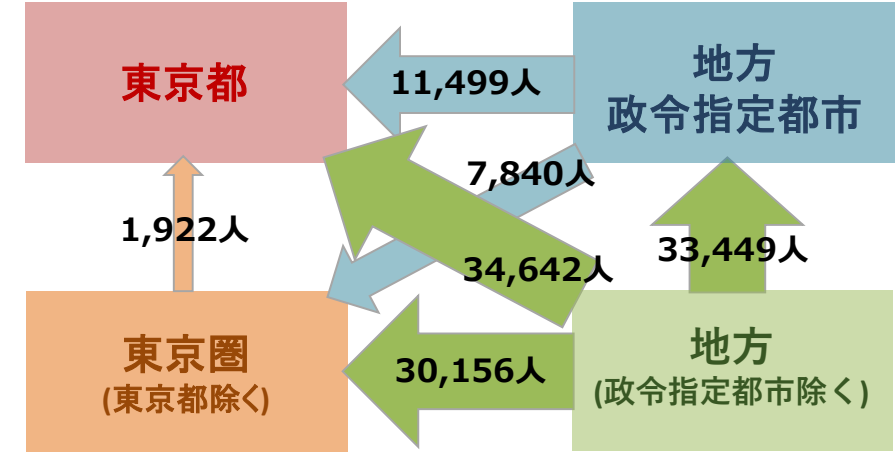 東京都
11,499人
地方
政令指定都市
7,840人
1,922人
34,642人
33,449人
東京圏
(東京都除く)
30,156人
地方
(政令指定都市除く)